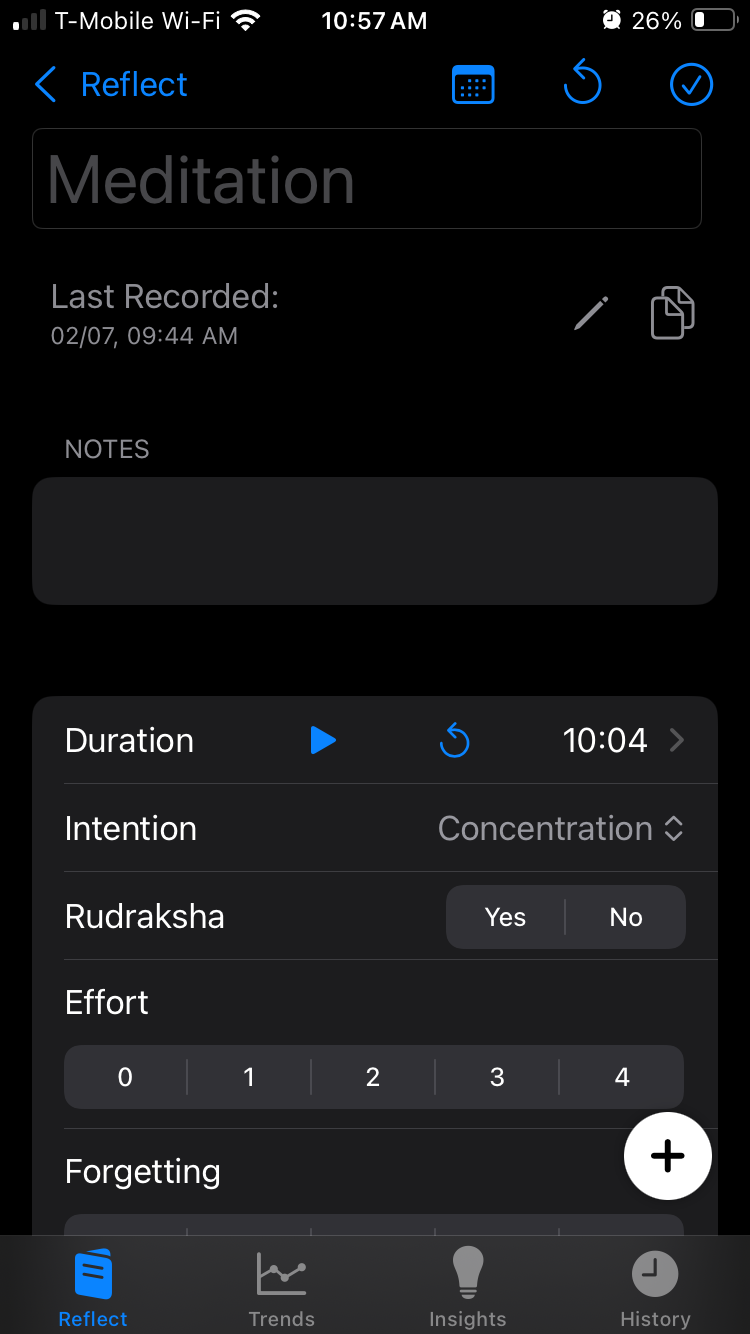 T-Mobile Wi-Fi 10:57 AM 26%
Reflect
Meditation
Last Recorded:
02/07, 09:44 AM
NOTES
Duration 10:04
Intention Concentration
Rudraksha Yes No
Effort
0 1 2 3 4
Forgetting
Reflect Trends Insights History